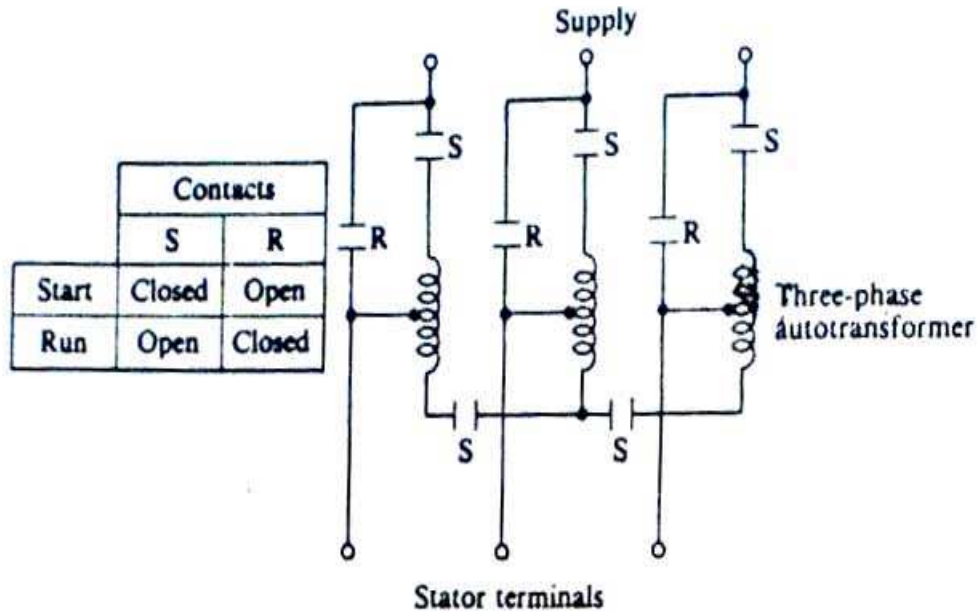 Supply
S
S
S
Contacts
S R
R
R
R
Start Closed Open
Run Open Closed
Three-phase
autotransformer
S
S
Stator terminals